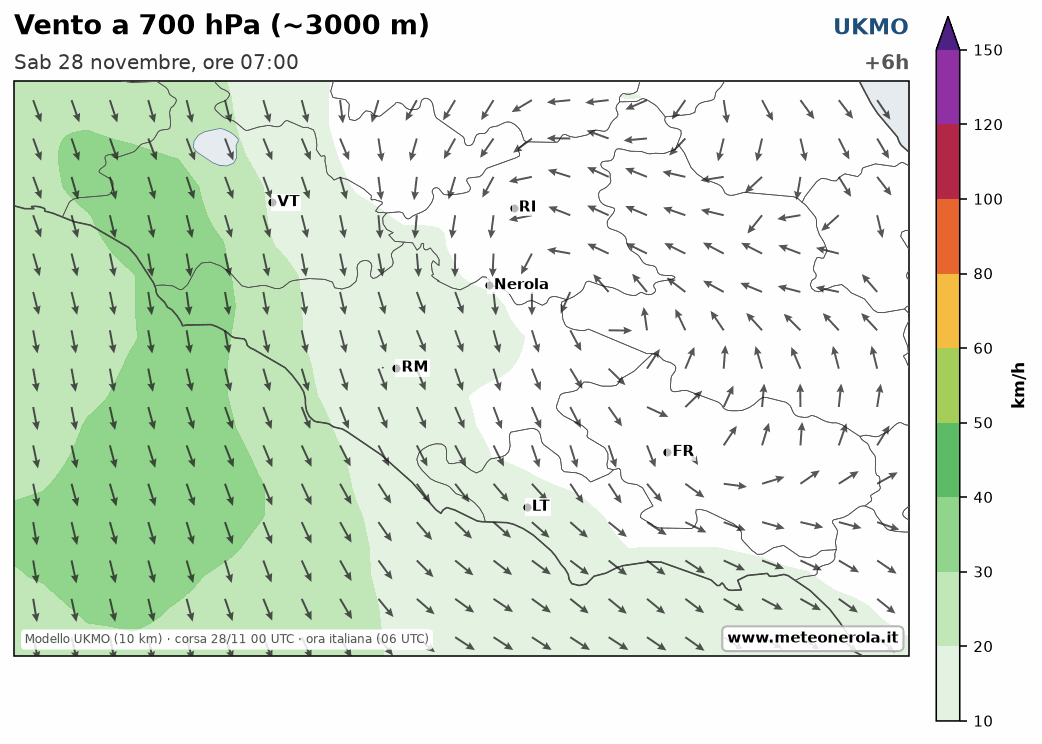 Vento a 700 hPa (~3000 m)
UKMO
Sab 28 novembre, ore 07:00
+6h
150
120
100
80
60
50
40
30
20
10
km/h
VT
RI
Nerola
RM
FR
LT
Modello UKMO (10 km) · corsa 28/11 00 UTC · ora italiana (06 UTC)
www.meteonerola.it